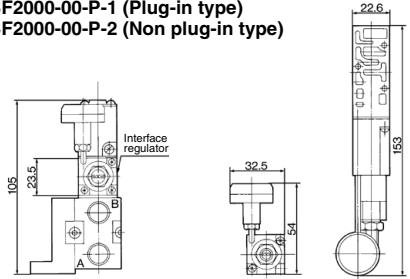 F2000-00-P-1 (Plug-in type)
F2000-00-P-2 (Non plug-in type)
22.6
Interface
regulator
105
23.5
B
A
32.5
54
153